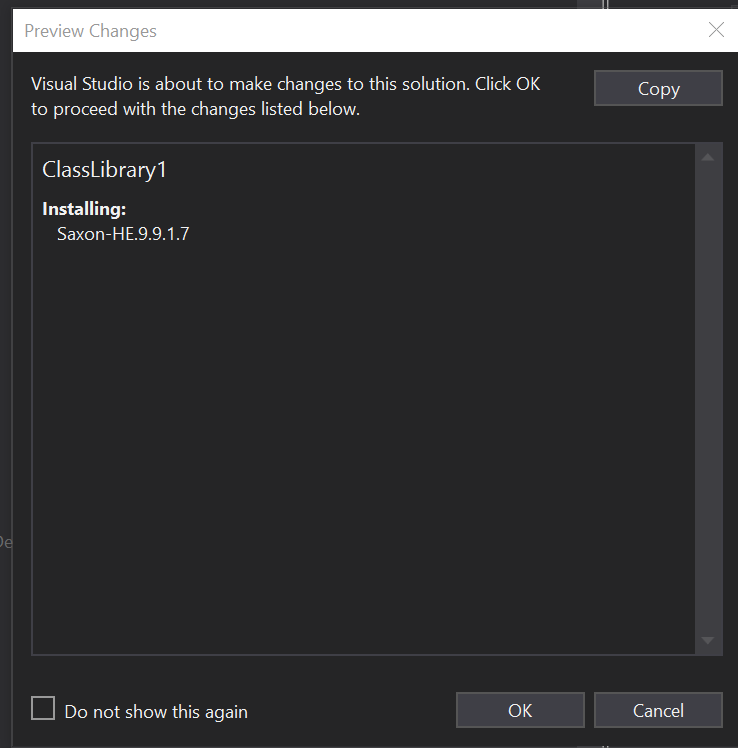 Preview Changes
Visual Studio is about to make changes to this solution. Click OK
to proceed with the changes listed below.
Copy
ClassLibrary1
Installing:
Saxon-HE.9.9.1.7
De
Do not show this again
OK
Cancel